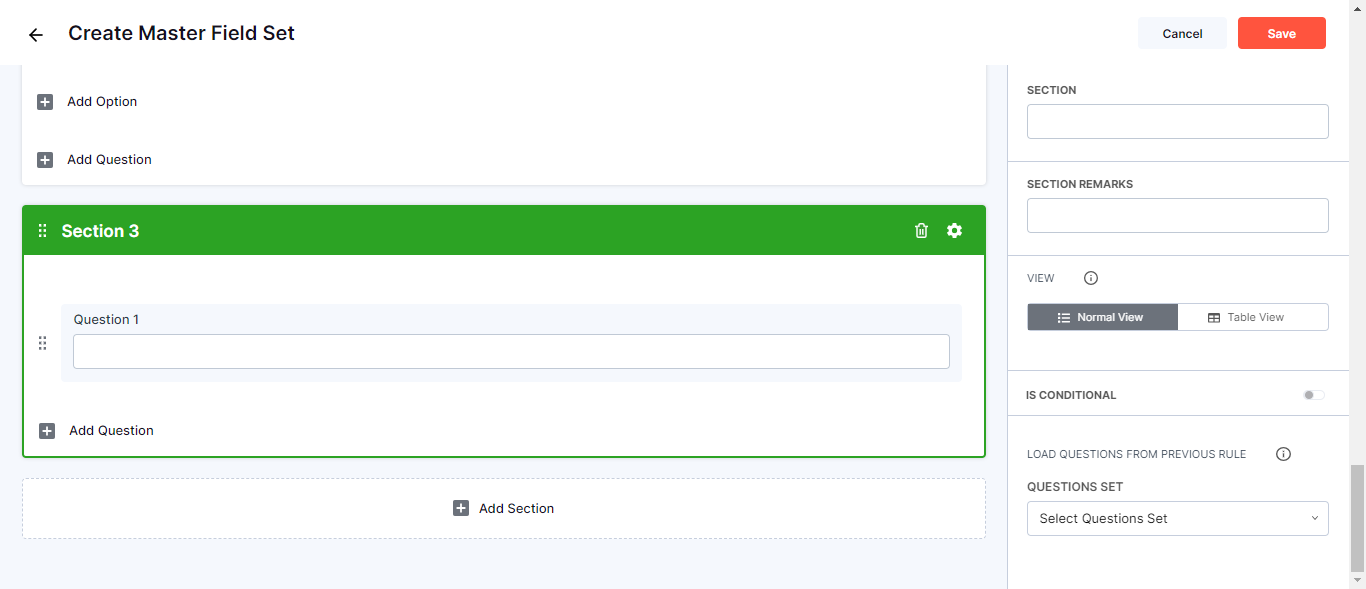 Create Master Field Set
Cancel
Save
Add Option
Add Question
Section 3
Question 1
Add Question
Add Section
SECTION
SECTION REMARKS
VIEW
Normal View
Table View
IS CONDITIONAL
LOAD QUESTIONS FROM PREVIOUS RULE
QUESTIONS SET
Select Questions Set